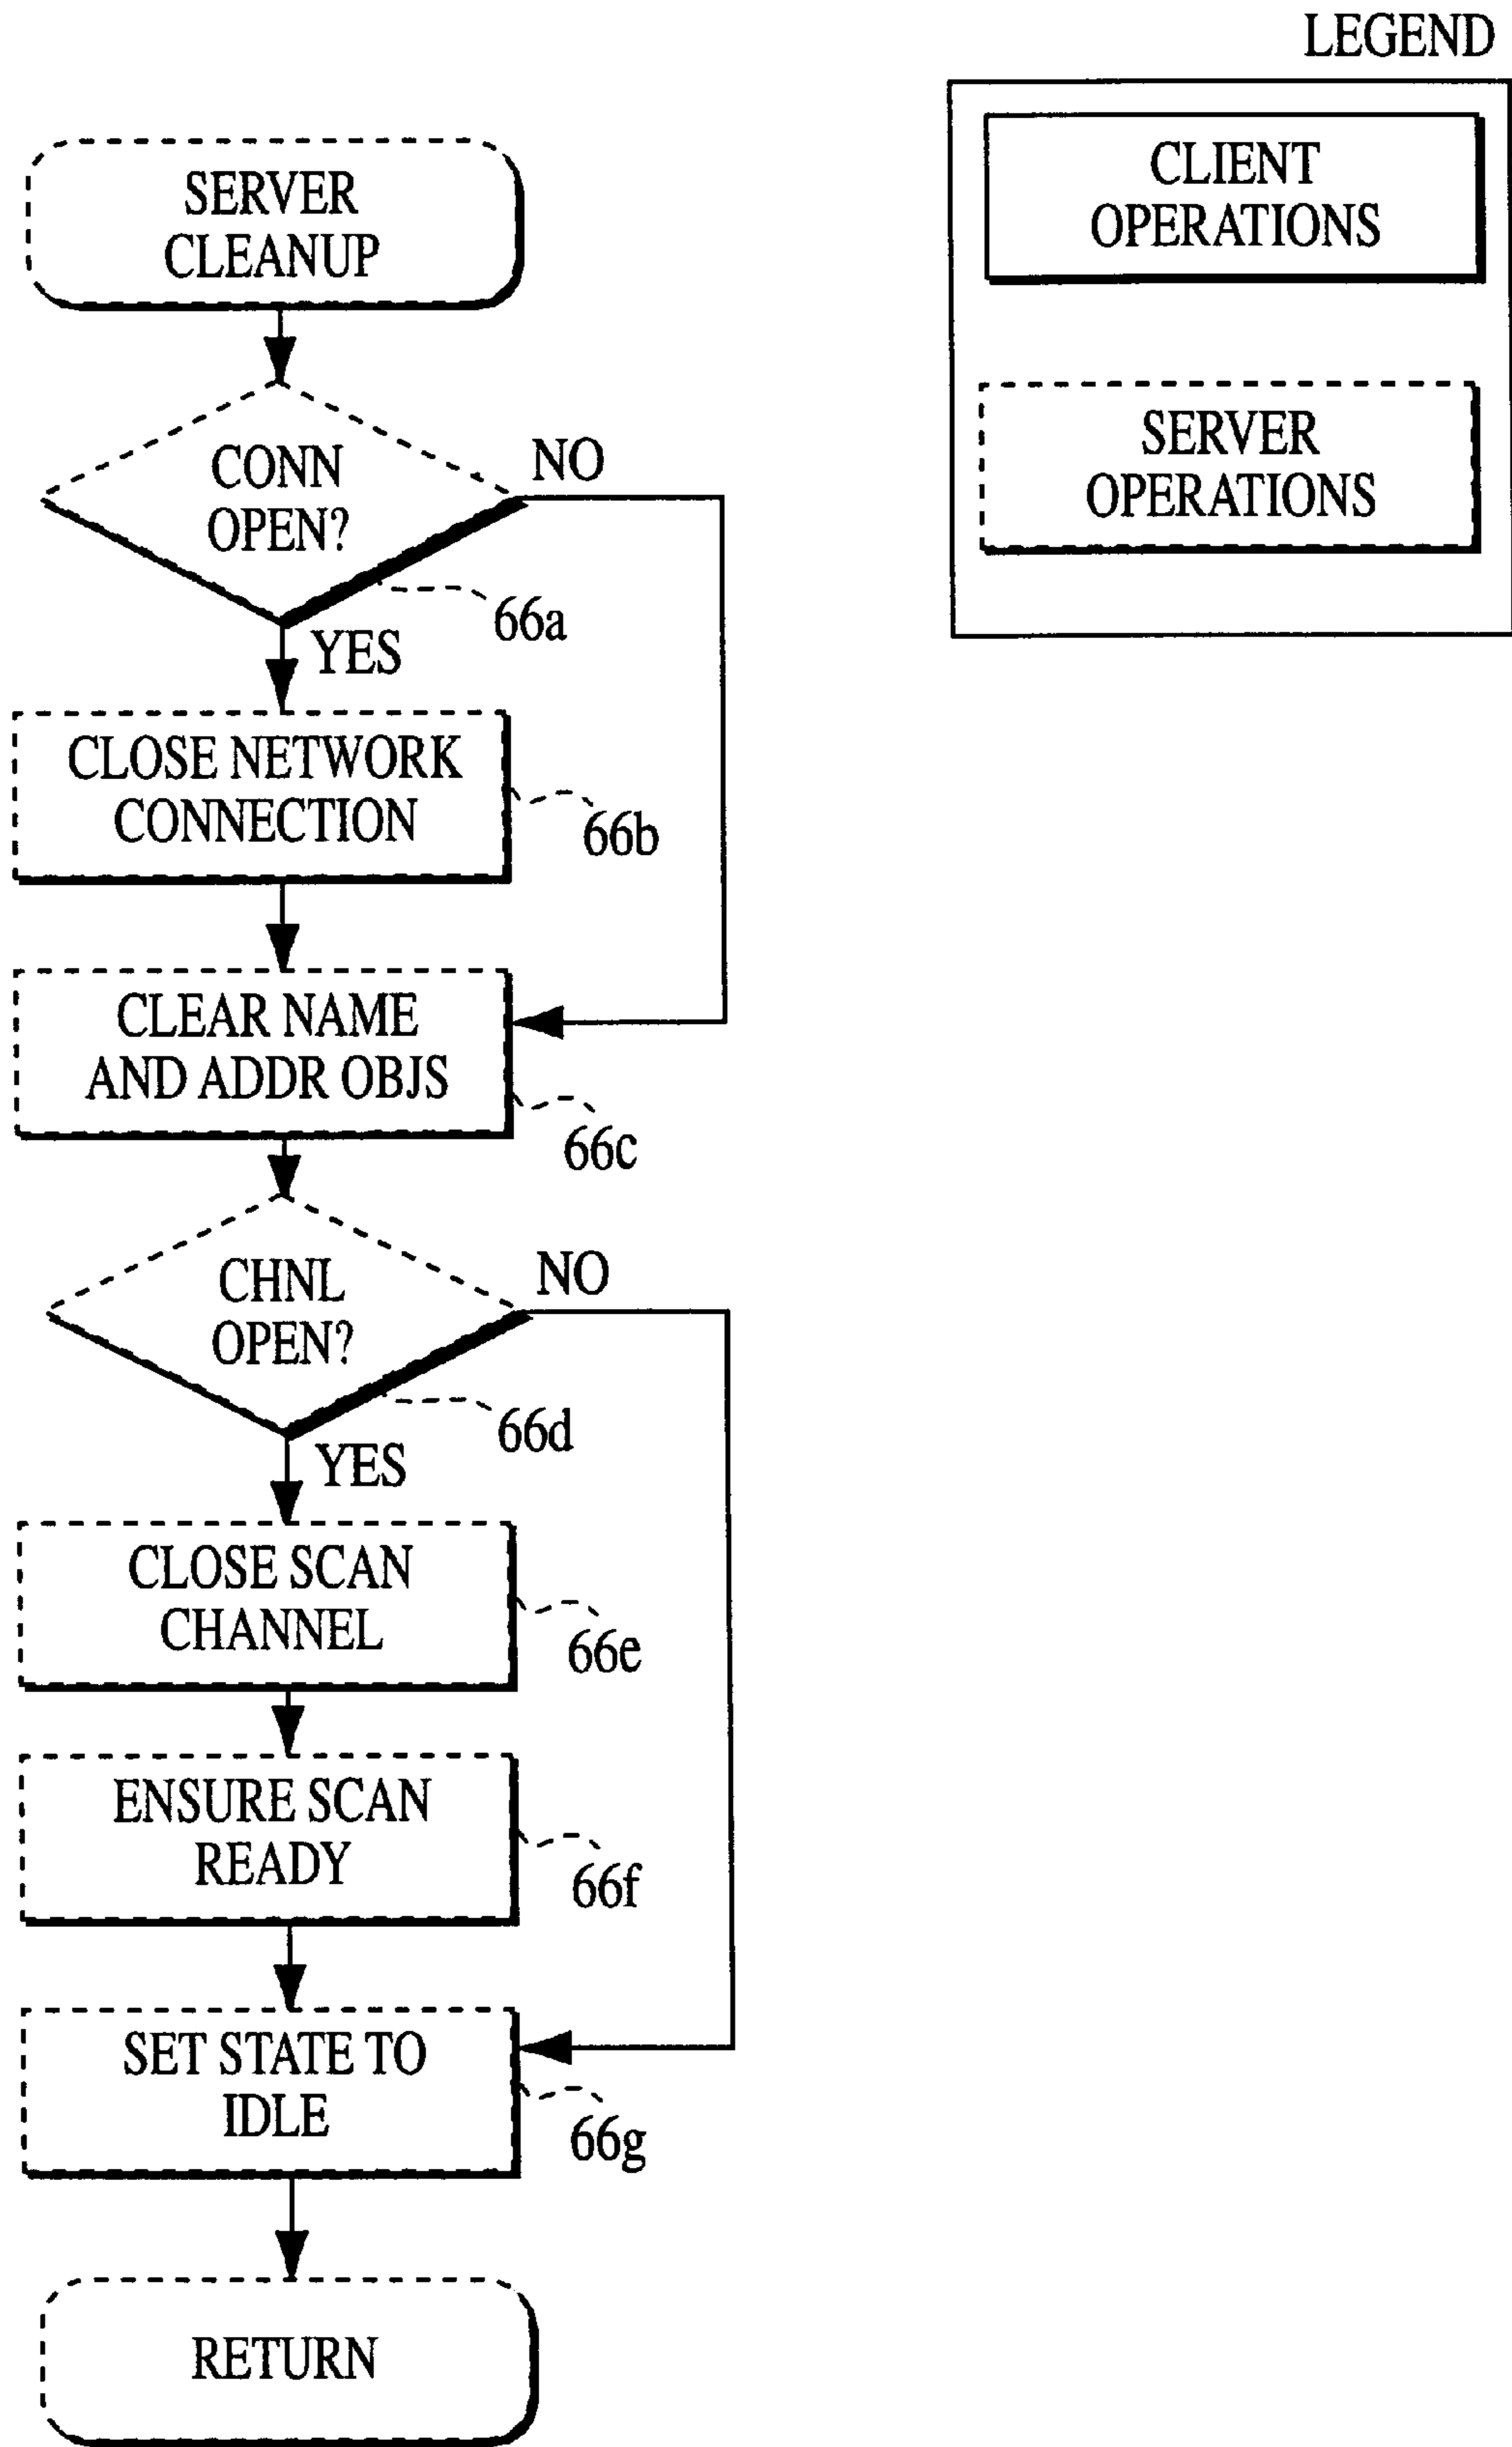 LEGEND
CLIENT
OPERATIONS
SERVER
OPERATIONS
SERVER
CLEANUP
CONN
OPEN?
NO
66a
YES
CLOSE NETWORK
CONNECTION
66b
CLEAR NAME
AND ADDR OBJS
66c
CHNL
OPEN?
NO
66d
YES
CLOSE SCAN
CHANNEL
66e
ENSURE SCAN
READY
66f
SET STATE TO
IDLE
66g
RETURN